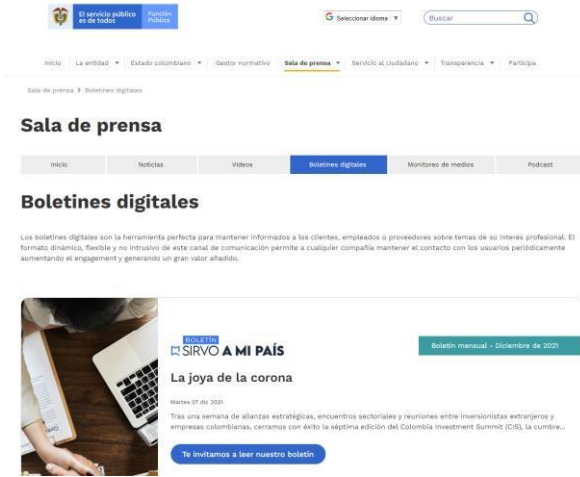 El servicio público
es de todos
Función
Pública
Seleccionar idioma
Buscar
Inicio La entidad Estado colombiano Gestor normativo Sala de prensa Servicio al ciudadano Transparencia Participa
Sala de prensa > Boletines digitales
Sala de prensa
Inicio Noticias Videos Boletines digitales Monitoreo de medios Podcast
Boletines digitales
Los boletines digitales son la herramienta perfecta para mantener informados a los clientes, empleados o proveedores sobre temas de su interés profesional. El
formato dinámico, flexible y no intrusivo de este canal de comunicación permite a cualquier compañía mantener el contacto con los usuarios periódicamente
aumentando el engagement y generando un gran valor añadido.
BOLETÍN
SIRVO A MI PAÍS
Boletín mensual - Diciembre de 2021
La joya de la corona
Martes 07 dic 2021
Tras una semana de alianzas estratégicas, encuentros sectoriales y reuniones entre inversionistas extranjeros y
empresas colombianas, cerramos con éxito la séptima edición del Colombia Investment Summit (CIS), la cumbre...
Te invitamos a leer nuestro boletín